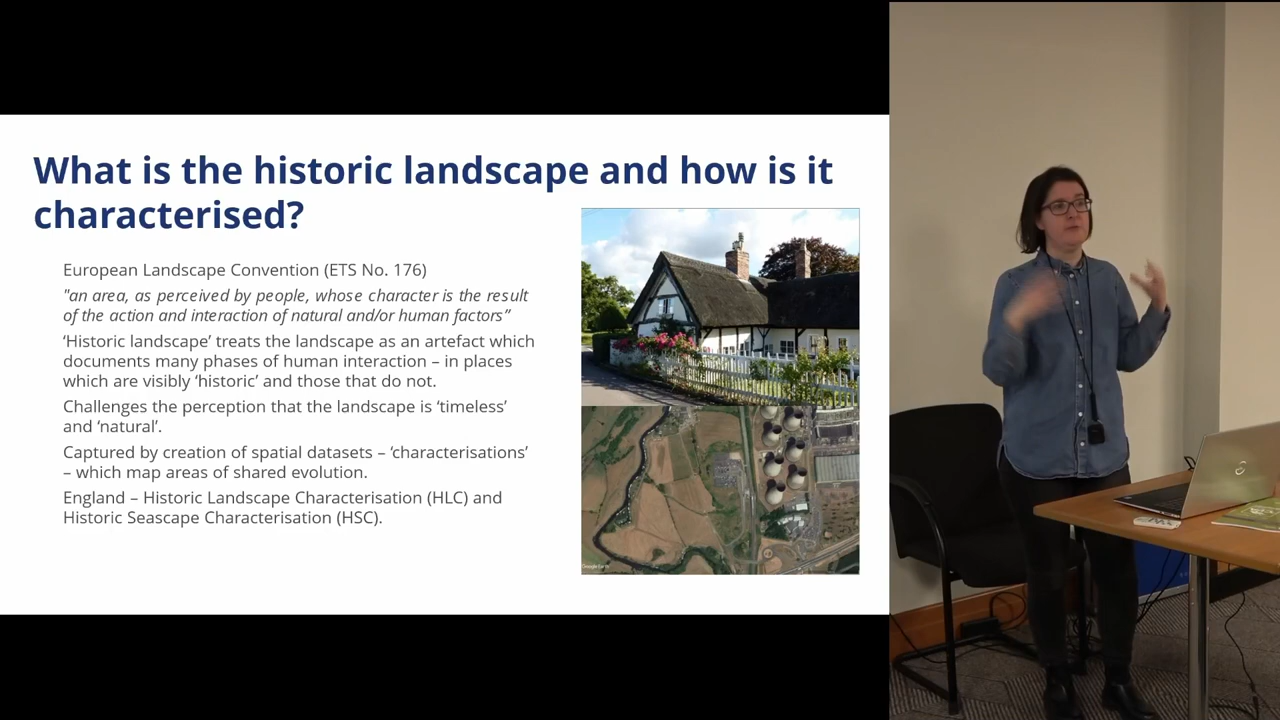 What is the historic landscape and how is it
characterised?
European Landscape Convention (ETS No. 176)
"an area, as perceived by people, whose character is the result
of the action and interaction of natural and/or human factors”
‘Historic landscape’ treats the landscape as an artefact which
documents many phases of human interaction – in places
which are visibly ‘historic’ and those that do not.
Challenges the perception that the landscape is ‘timeless’
and ‘natural’.
Captured by creation of spatial datasets – ‘characterisations’
– which map areas of shared evolution.
England – Historic Landscape Characterisation (HLC) and
Historic Seascape Characterisation (HSC).
Google Earth